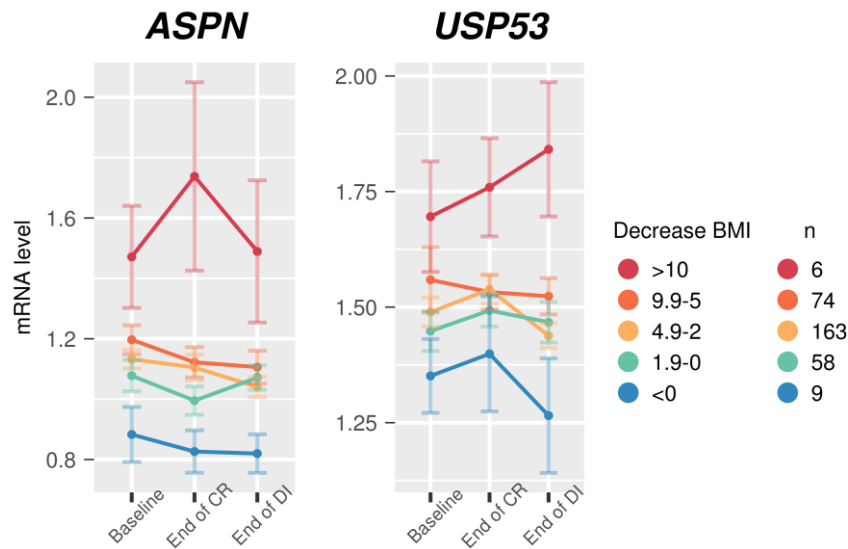 ASPN
USP53
mRNA level
2.0
1.6
1.2
0.8
Baseline
End of CR
End of DI
2.00
1.75
1.50
1.25
Baseline
End of CR
End of DI
Decrease BMI n
>10 6
9.9-5 74
4.9-2 163
1.9-0 58
<0 9